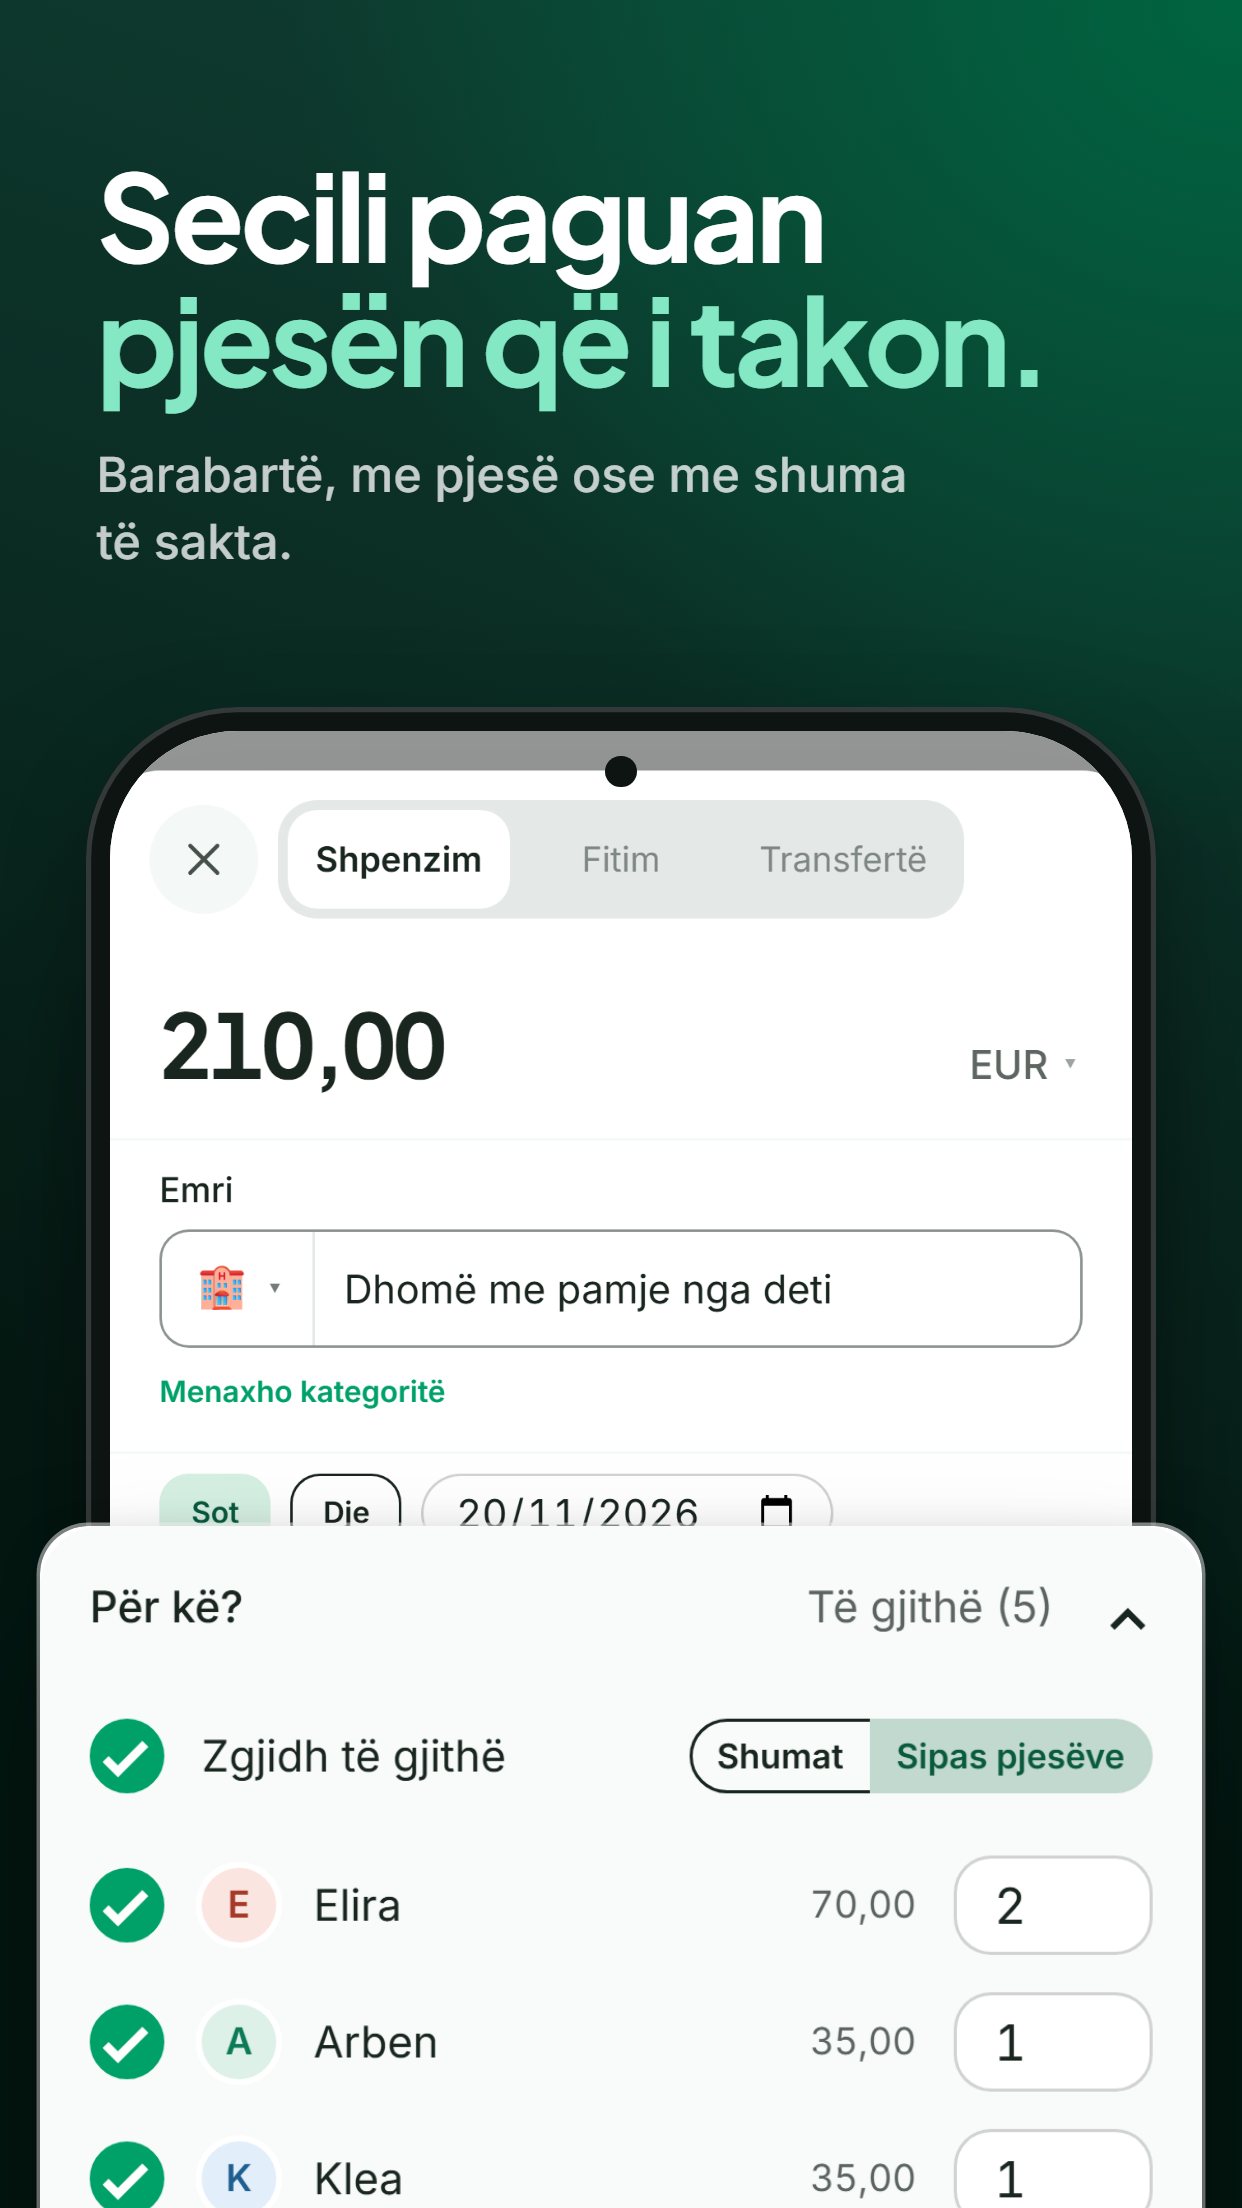 Secili paguan
pjesën që i takon.
Barabartë, me pjesë ose me shuma
të sakta.
Shpenzim Fitim Transfertë
210,00 EUR
Emri
Dhomë me pamje nga deti
Menaxho kategoritë
Sot Dje 20/11/2026
Për kë? Të gjithë (5)
Zgjidh të gjithë Shumat Sipas pjesëve
E Elira 70,00 2
A Arben 35,00 1
K Klea 35,00 1